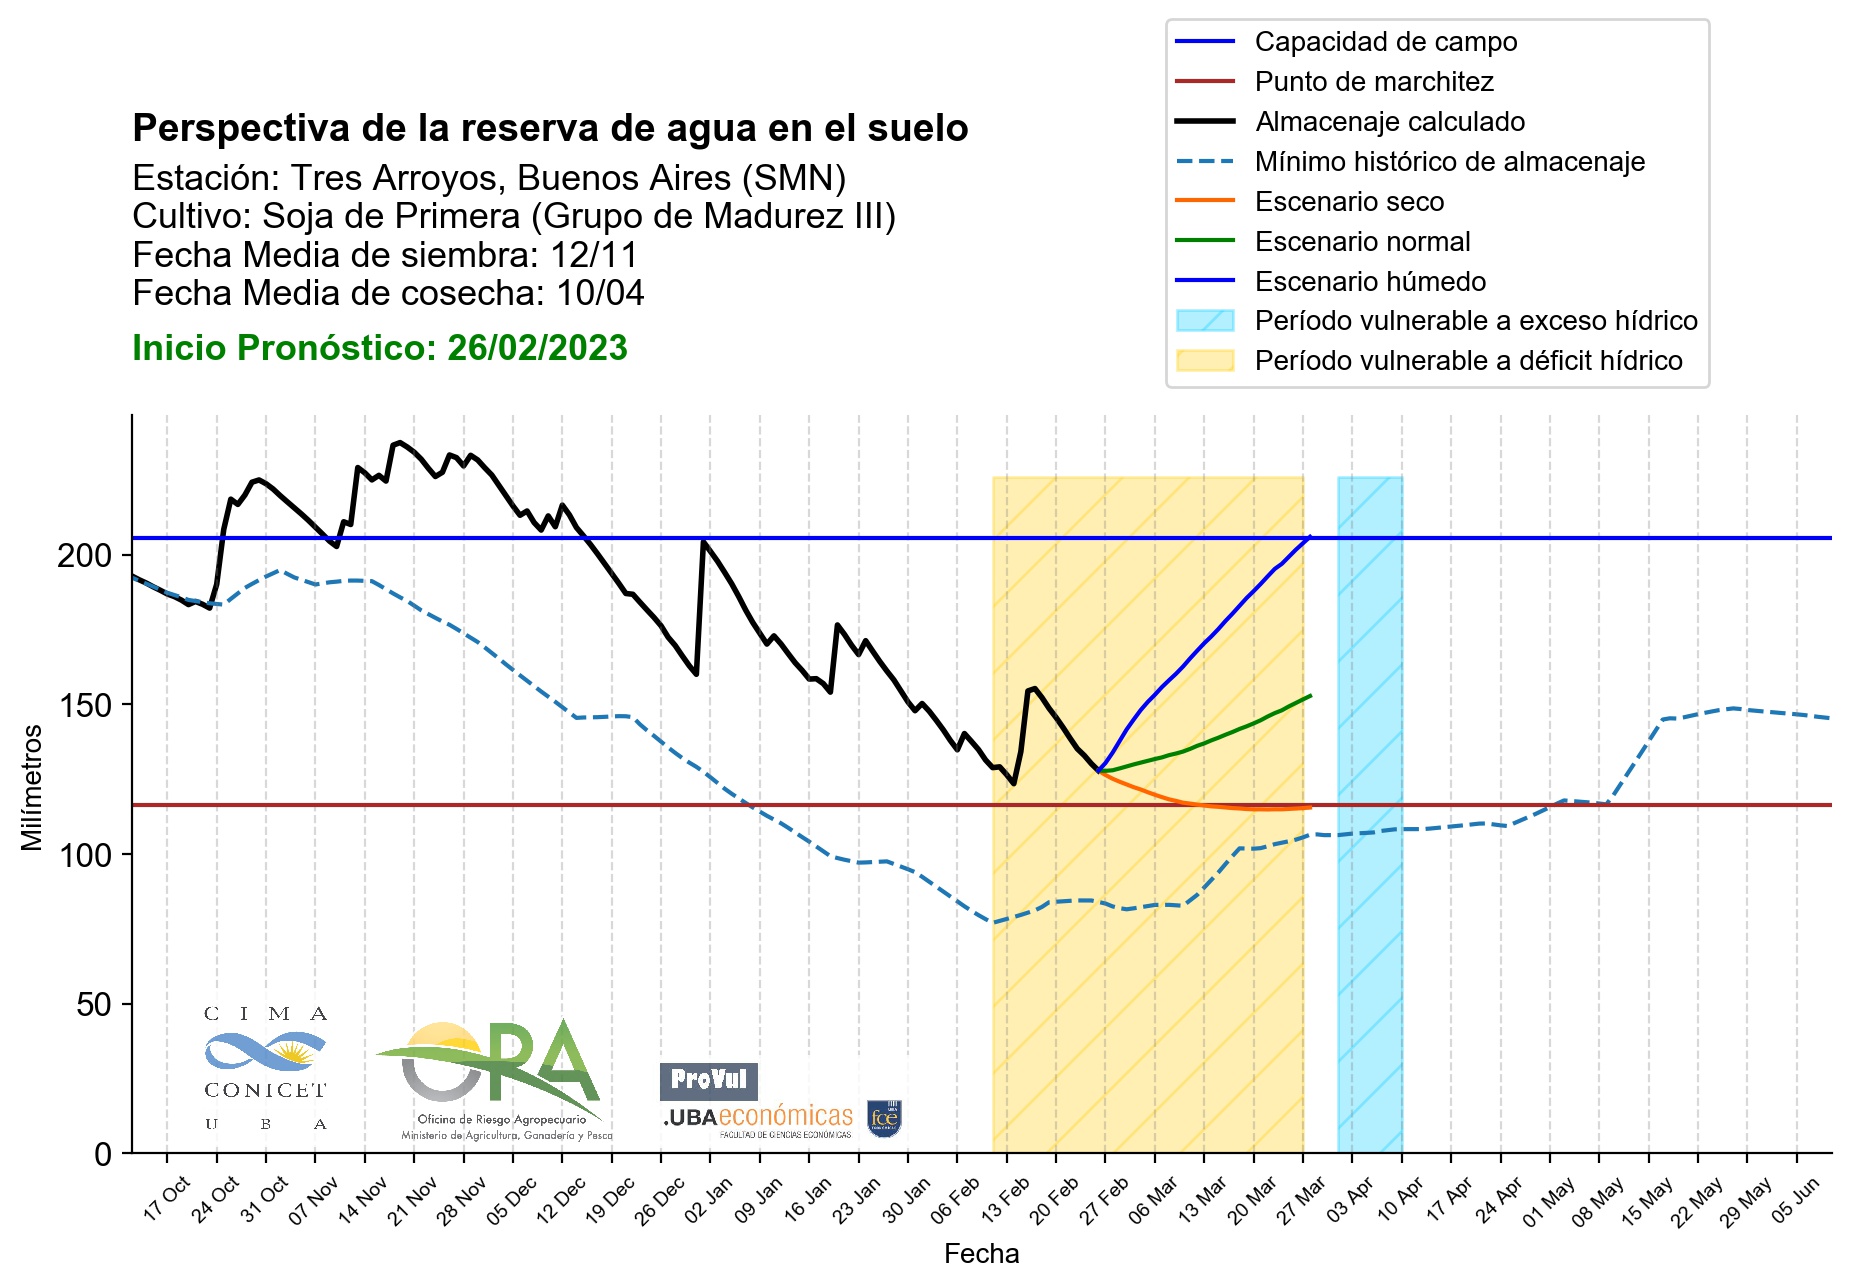 Capacidad de campo
Punto de marchitez
Almacenaje calculado
Mínimo histórico de almacenaje
Escenario seco
Escenario normal
Escenario húmedo
Período vulnerable a exceso hídrico
Período vulnerable a déficit hídrico
Perspectiva de la reserva de agua en el suelo
Estación: Tres Arroyos, Buenos Aires (SMN)
Cultivo: Soja de Primera (Grupo de Madurez III)
Fecha Media de siembra: 12/11
Fecha Media de cosecha: 10/04
Inicio Pronóstico: 26/02/2023
Milímetros
200
150
100
50
0
CIMA
CONICET
UBA
ORA
Oficina de Riesgo Agropecuario
Ministerio de Agricultura, Ganadería y Pesca
ProVul
.UBAeconómicas
FACULTAD DE CIENCIAS ECONÓMICAS
fce
17 Oct 24 Oct 31 Oct 07 Nov 14 Nov 21 Nov 28 Nov 05 Dec 12 Dec 19 Dec 26 Dec 02 Jan 09 Jan 16 Jan 23 Jan 30 Jan 06 Feb 13 Feb 20 Feb 27 Feb 06 Mar 13 Mar 20 Mar 27 Mar 03 Apr 10 Apr 17 Apr 24 Apr 01 May 08 May 15 May 22 May 29 May 05 Jun
Fecha